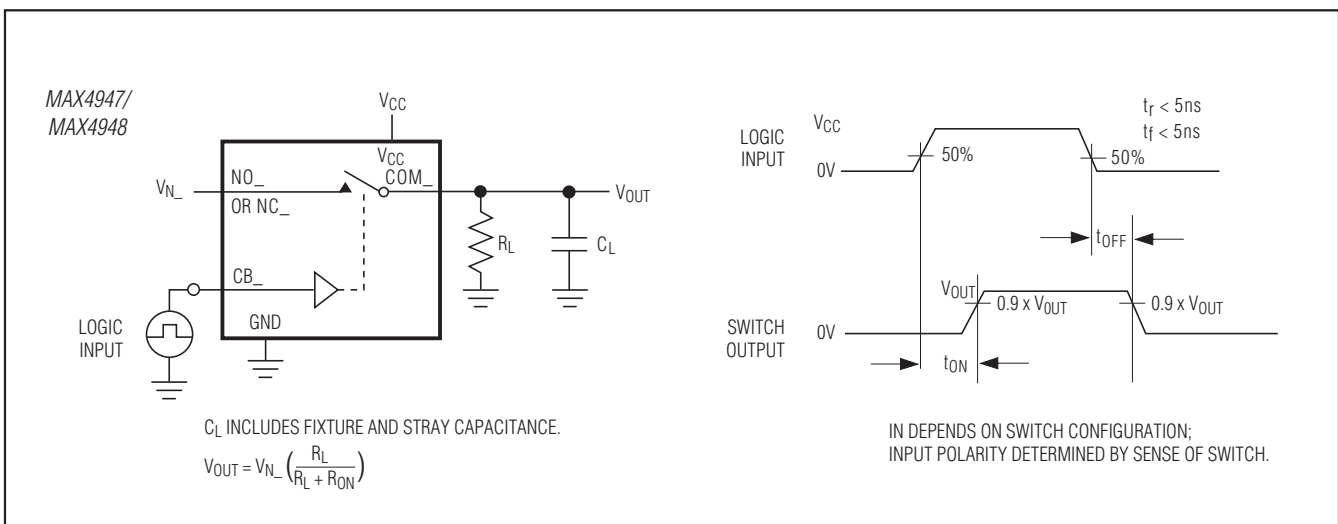 MAX4947/
MAX4948
VCC
VCC
NO_
COM_
VN_
OR NC_
VOUT
RL
CL
CB_
LOGIC
INPUT
GND
CL INCLUDES FIXTURE AND STRAY CAPACITANCE.
VOUT = VN_ (RL / RL + RON)
tr < 5ns
tf < 5ns
LOGIC
INPUT
VCC
0V
50%
50%
tOFF
VOUT
0.9 x VOUT
0.9 x VOUT
SWITCH
OUTPUT
0V
tON
IN DEPENDS ON SWITCH CONFIGURATION;
INPUT POLARITY DETERMINED BY SENSE OF SWITCH.